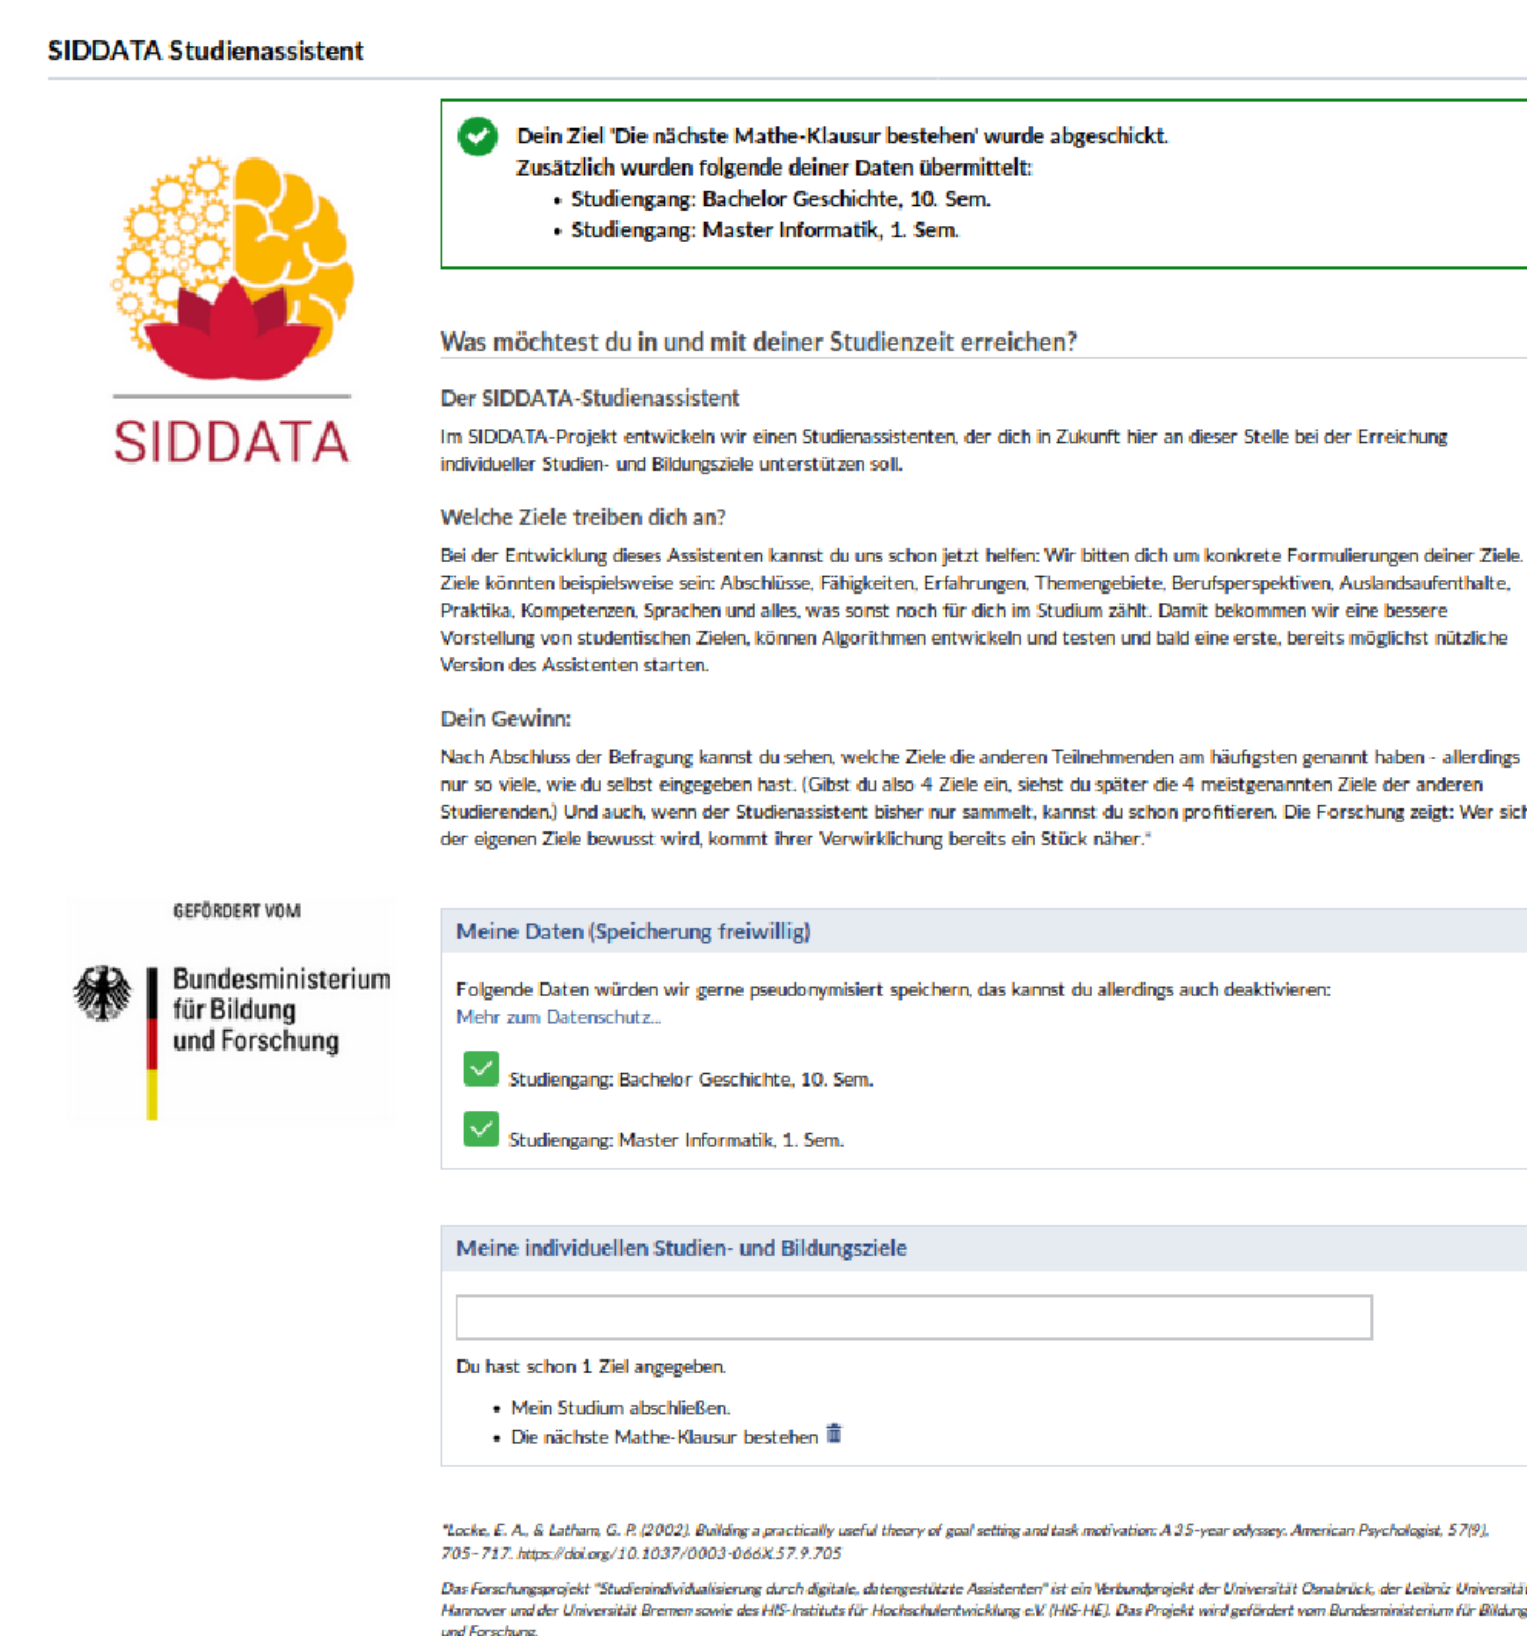 SIDDATA Studienassistent
Dein Ziel 'Die nächste Mathe-Klausur bestehen' wurde abgeschickt.
Zusätzlich wurden folgende deiner Daten übermittelt:
• Studiengang: Bachelor Geschichte, 10. Sem.
• Studiengang: Master Informatik, 1. Sem.
SIDDATA
Was möchtest du in und mit deiner Studienzeit erreichen?
Der SIDDATA-Studienassistent
Im SIDDATA-Projekt entwickeln wir einen Studienassistenten, der dich in Zukunft hier an dieser Stelle bei der Erreichung
individueller Studien- und Bildungsziele unterstützen soll.
Welche Ziele treiben dich an?
Bei der Entwicklung dieses Assistenten kannst du uns schon jetzt helfen: Wir bitten dich um konkrete Formulierungen deiner Ziele.
Ziele könnten beispielsweise sein: Abschlüsse, Fähigkeiten, Erfahrungen, Themengebiete, Berufsperspektiven, Auslandsaufenthalte,
Praktika, Kompetenzen, Sprachen und alles, was sonst noch für dich im Studium zählt. Damit bekommen wir eine bessere
Vorstellung von studentischen Zielen, können Algorithmen entwickeln und testen und bald eine erste, bereits möglichst nützliche
Version des Assistenten starten.
Dein Gewinn:
Nach Abschluss der Befragung kannst du sehen, welche Ziele die anderen Teilnehmenden am häufigsten genannt haben - allerdings
nur so viele, wie du selbst eingegeben hast. (Gibst du also 4 Ziele ein, siehst du später die 4 meistgenannten Ziele der anderen
Studierenden.) Und auch, wenn der Studienassistent bisher nur sammelt, kannst du schon profitieren. Die Forschung zeigt: Wer sich
der eigenen Ziele bewusst wird, kommt ihrer Verwirklichung bereits ein Stück näher.*
GEFÖRDERT VOM
Bundesministerium
für Bildung
und Forschung
Meine Daten (Speicherung freiwillig)
Folgende Daten würden wir gerne pseudonymisiert speichern, das kannst du allerdings auch deaktivieren:
Mehr zum Datenschutz...
Studiengang: Bachelor Geschichte, 10. Sem.
Studiengang: Master Informatik, 1. Sem.
Meine individuellen Studien- und Bildungsziele
Du hast schon 1 Ziel angegeben.
• Mein Studium abschließen.
• Die nächste Mathe-Klausur bestehen
*Locke, E. A., & Latham, G. P. (2002). Building a practically useful theory of goal setting and task motivation: A 35-year odyssey. American Psychologist, 57(9),
705–717. https://doi.org/10.1037/0003-066X.57.9.705
Das Forschungsprojekt "Studienindividualisierung durch digitale, datengestützte Assistenten" ist ein Verbundprojekt der Universität Osnabrück, der Leibniz Universität
Hannover und der Universität Bremen sowie des HIS-Instituts für Hochschulentwicklung e.V. (HIS-HE). Das Projekt wird gefördert vom Bundesministerium für Bildung
und Forschung.